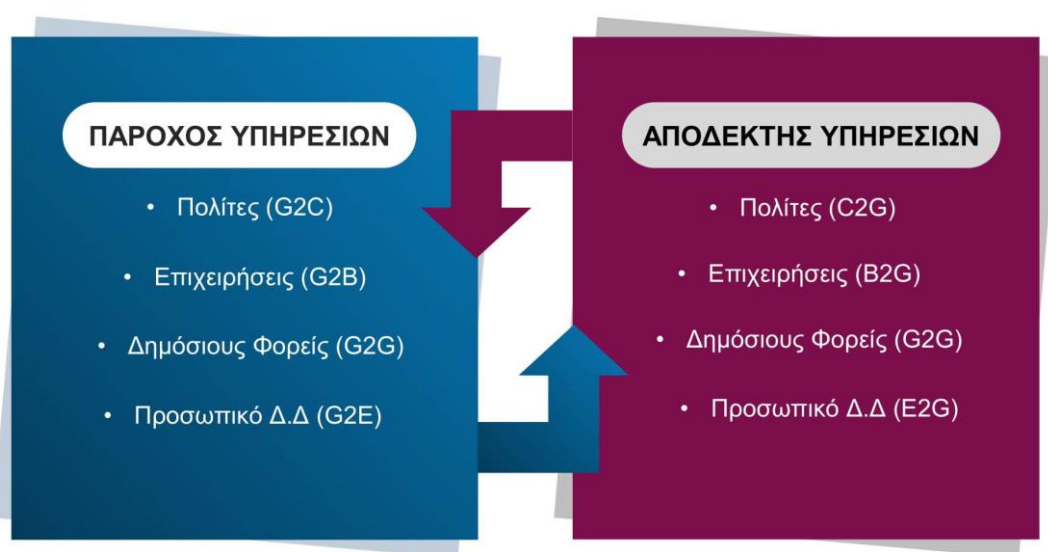 ΠΑΡΟΧΟΣ ΥΠΗΡΕΣΙΩΝ
• Πολίτες (G2C)
• Επιχειρήσεις (G2B)
• Δημόσιους Φορείς (G2G)
• Προσωπικό Δ.Δ (G2E)
ΑΠΟΔΕΚΤΗΣ ΥΠΗΡΕΣΙΩΝ
• Πολίτες (C2G)
• Επιχειρήσεις (B2G)
• Δημόσιους Φορείς (G2G)
• Προσωπικό Δ.Δ (E2G)